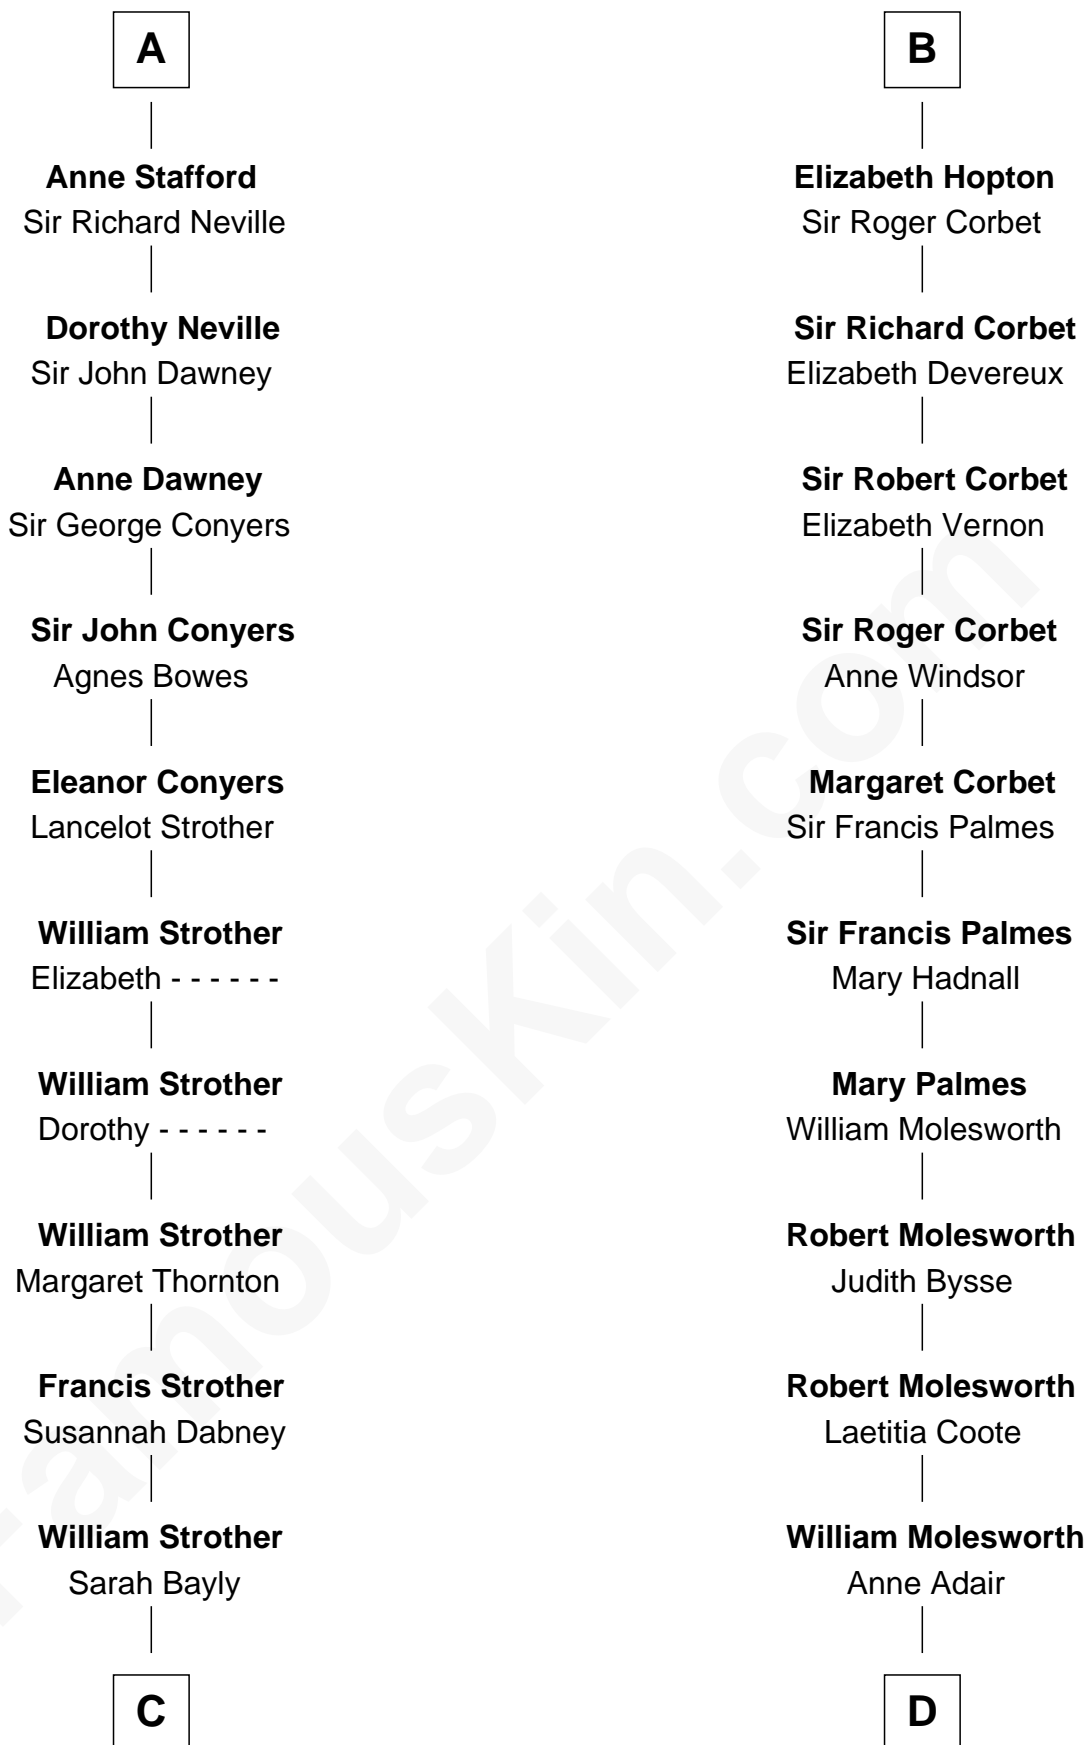 A
Anne Stafford
Sir Richard Neville
Dorothy Neville
Sir John Dawney
Anne Dawney
Sir George Conyers
Sir John Conyers
Agnes Bowes
Eleanor Conyers
Lancelot Strother
William Strother
Elizabeth - - - - - -
William Strother
Dorothy - - - - - -
William Strother
Margaret Thornton
Francis Strother
Susannah Dabney
William Strother
Sarah Bayly
C
B
Elizabeth Hopton
Sir Roger Corbet
Sir Richard Corbet
Elizabeth Devereux
Sir Robert Corbet
Elizabeth Vernon
Sir Roger Corbet
Anne Windsor
Margaret Corbet
Sir Francis Palmes
Sir Francis Palmes
Mary Hadnall
Mary Palmes
William Molesworth
Robert Molesworth
Judith Bysse
Robert Molesworth
Laetitia Coote
William Molesworth
Anne Adair
D
FamousKin.com